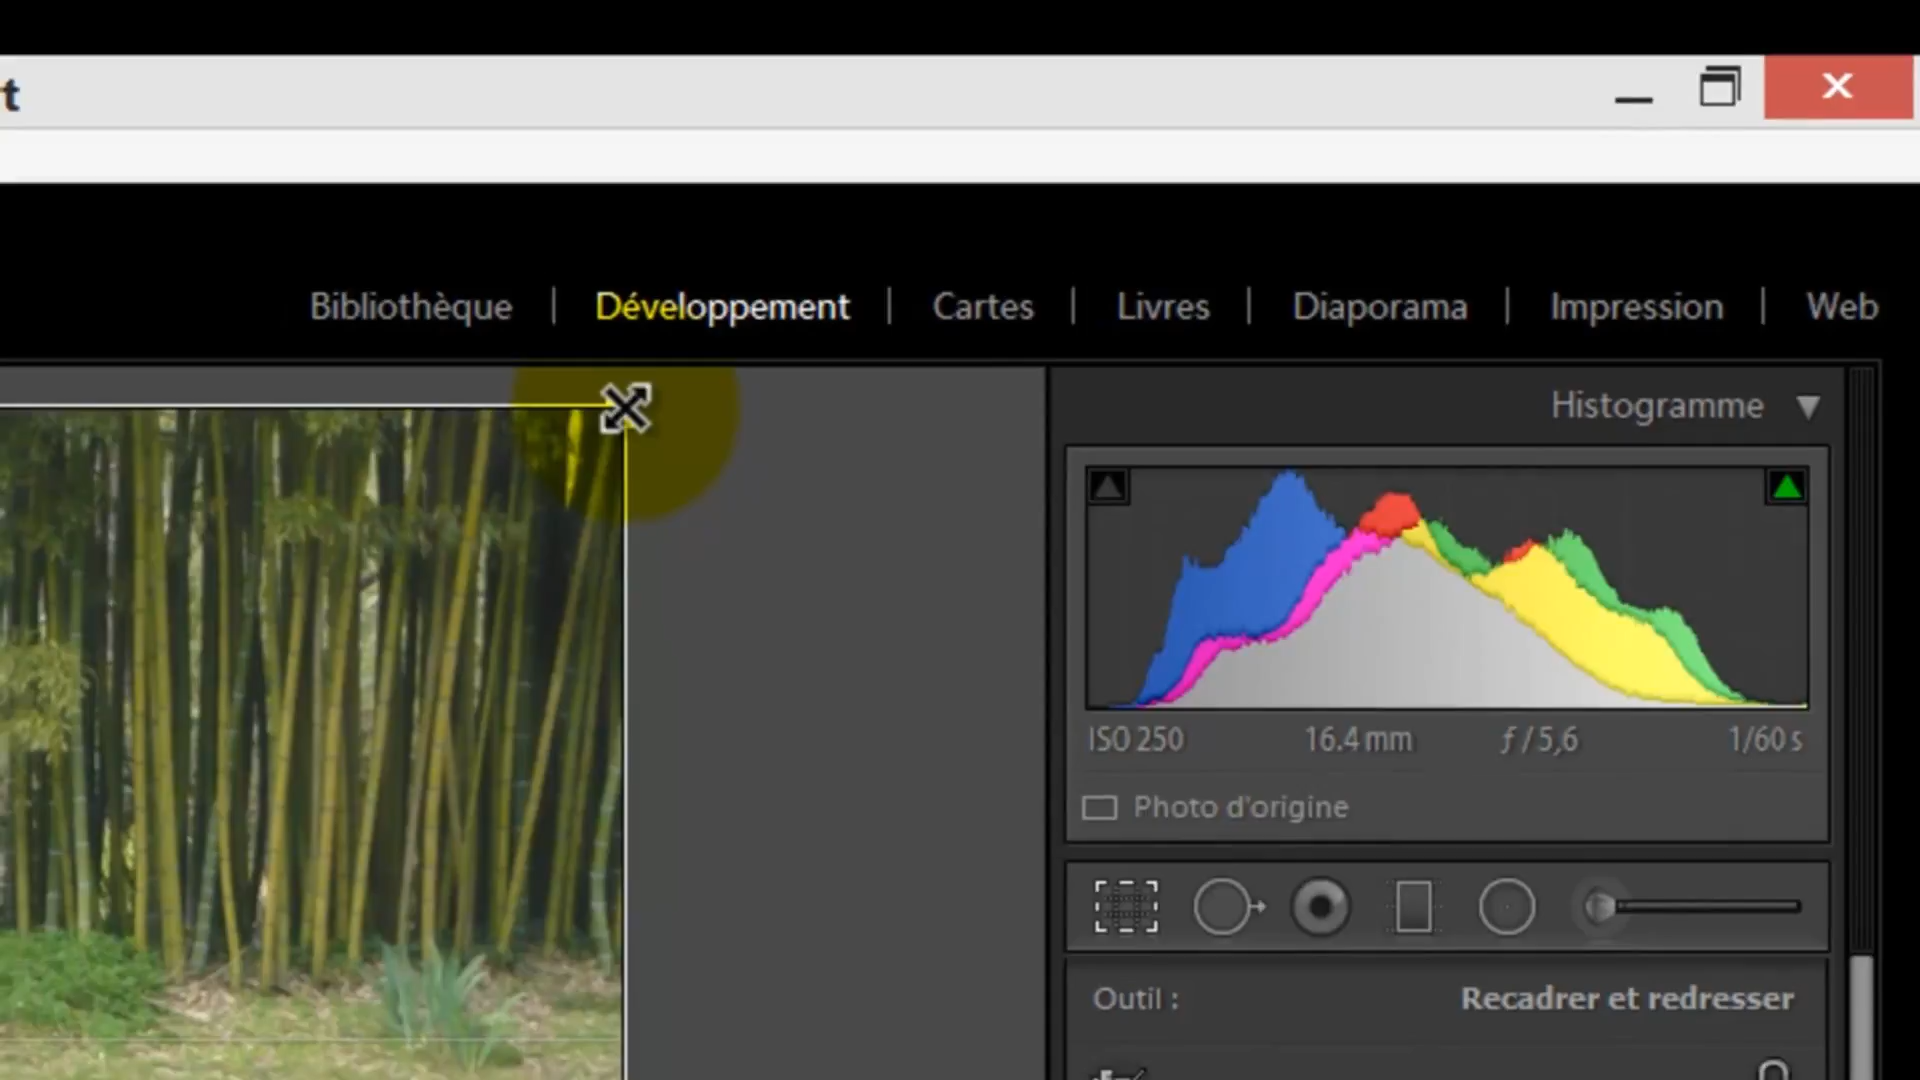 t
Bibliothèque | Développement | Cartes | Livres | Diaporama | Impression | Web
Histogramme
ISO 250 16.4 mm ƒ / 5,6 1/60 s
Photo d'origine
Outil : Recadrer et redresser